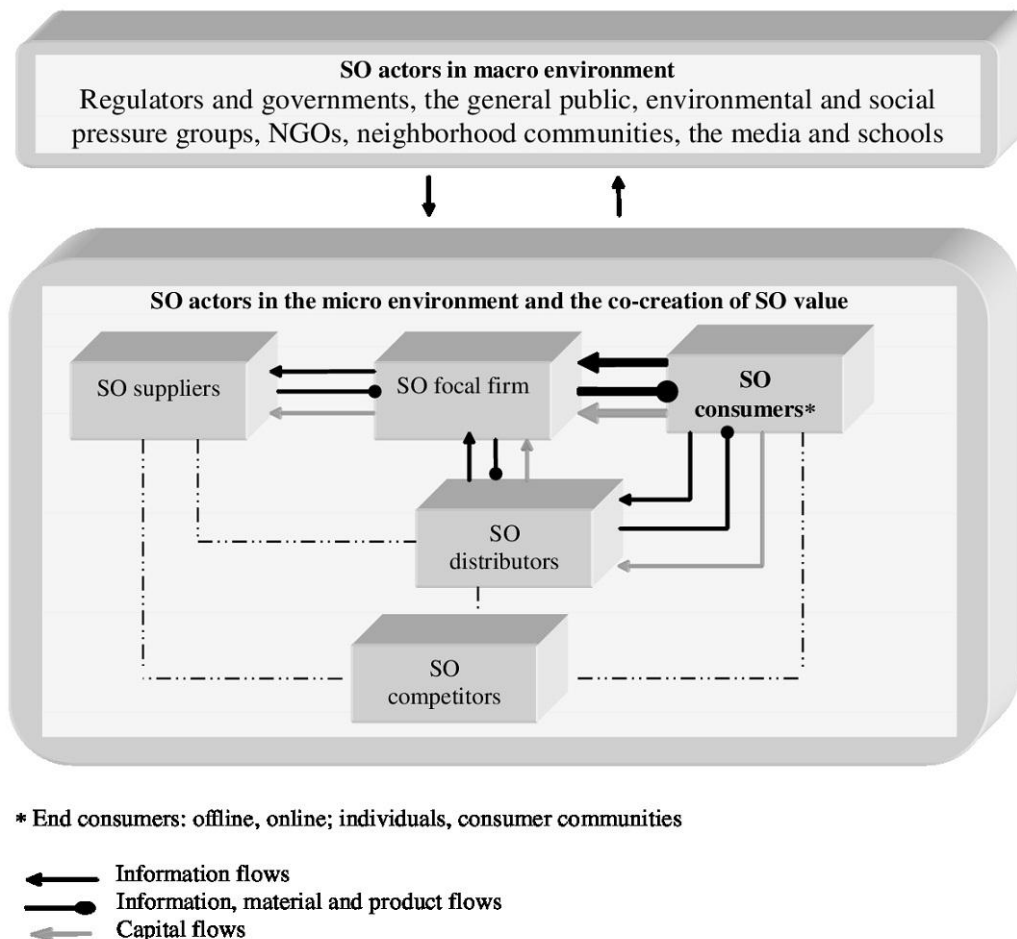 SO actors in macro environment
Regulators and governments, the general public, environmental and social
pressure groups, NGOs, neighborhood communities, the media and schools
SO actors in the micro environment and the co-creation of SO value
SO suppliers
SO focal firm
SO
consumers*
SO
distributors
SO
competitors
* End consumers: offline, online; individuals, consumer communities
Information flows
Information, material and product flows
Capital flows